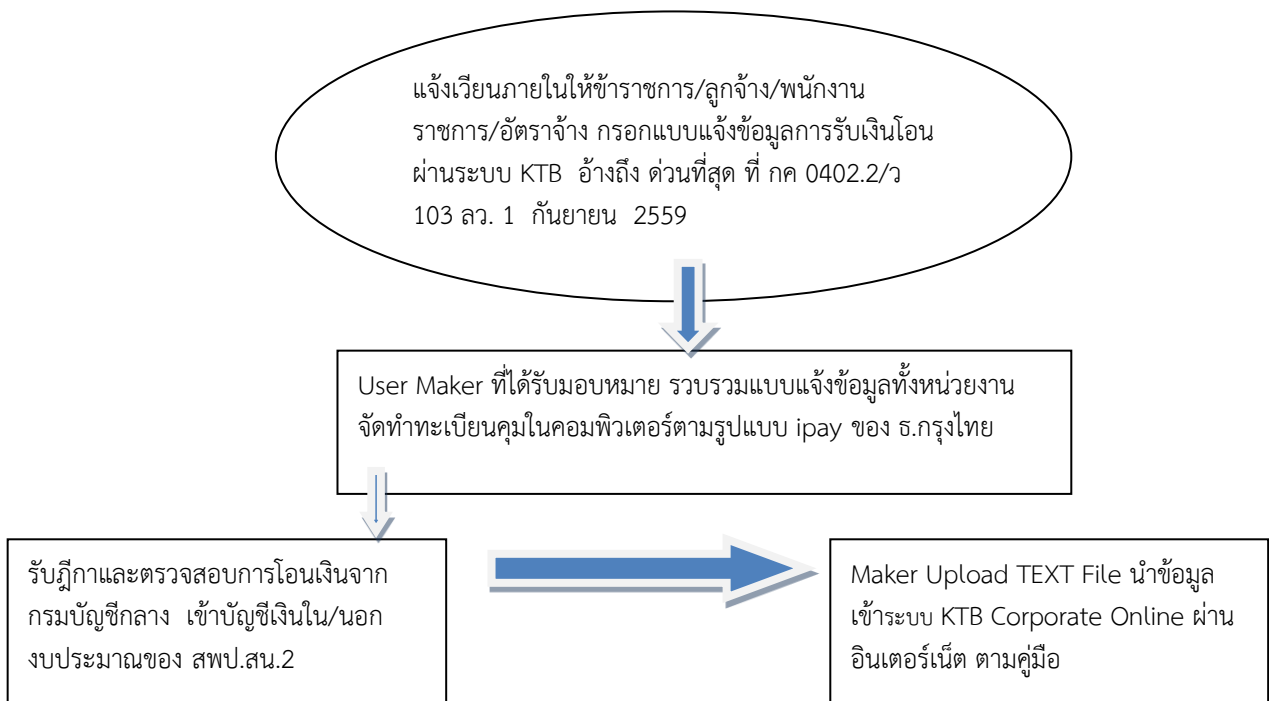 แจ้งเวียนภายในให้ข้าราชการ/ลูกจ้าง/พนักงาน
ราชการ/อัตราจ้าง กรอกแบบแจ้งข้อมูลการรับเงินโอน
ผ่านระบบ KTB อ้างถึง ด่วนที่สุด ที่ กค 0402.2/ว
103 ลว. 1 กันยายน 2559
User Maker ที่ได้รับมอบหมาย รวบรวมแบบแจ้งข้อมูลทั้งหน่วยงาน
จัดทำทะเบียนคุมในคอมพิวเตอร์ตามรูปแบบ ipay ของ ธ.กรุงไทย
รับฎีกาและตรวจสอบการโอนเงินจาก
กรมบัญชีกลาง เข้าบัญชีเงินใน/นอก
งบประมาณของ สพป.สน.2
Maker Upload TEXT File นำข้อมูล
เข้าระบบ KTB Corporate Online ผ่าน
อินเตอร์เน็ต ตามคู่มือ